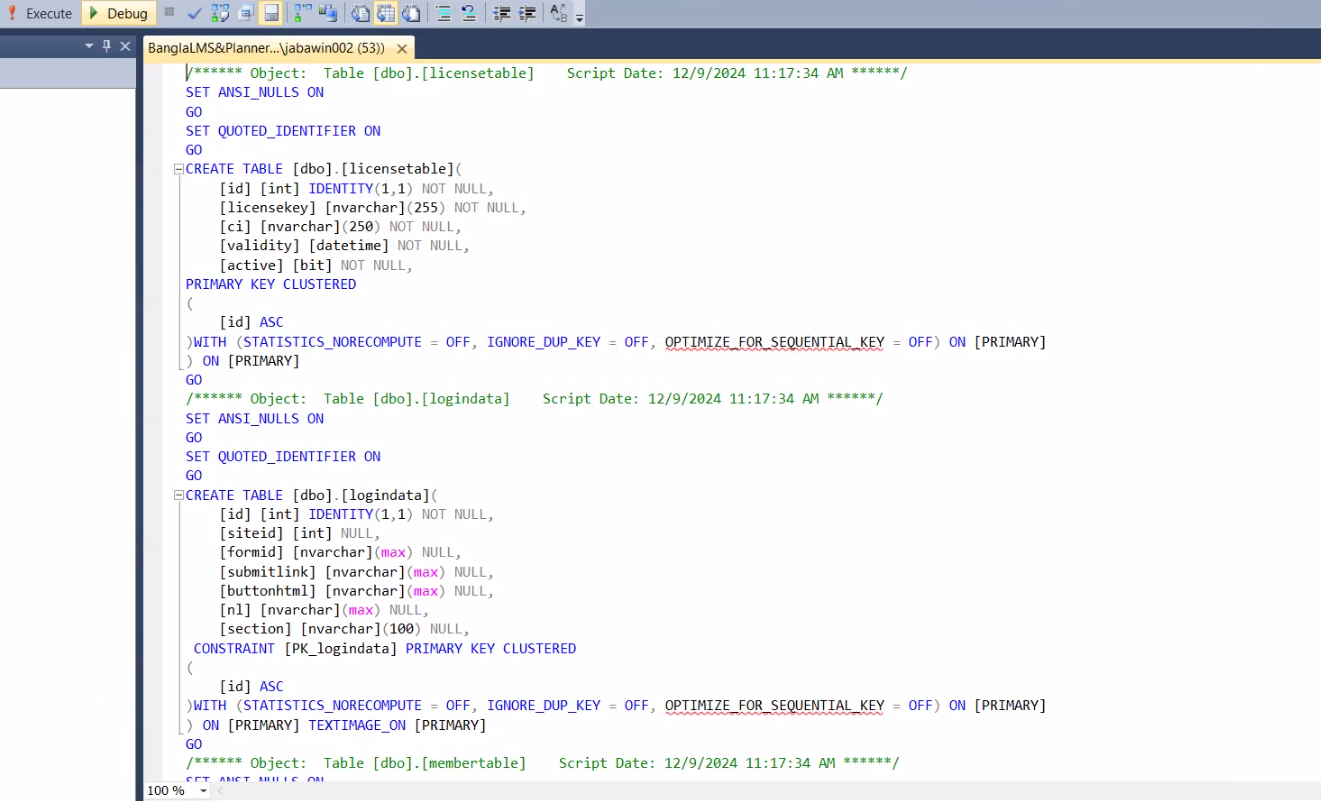 Execute Debug
BanglaLMS&Planner...\jabawin002 (53))
/****** Object:  Table [dbo].[licensetable]    Script Date: 12/9/2024 11:17:34 AM ******/
SET ANSI_NULLS ON
GO
SET QUOTED_IDENTIFIER ON
GO
CREATE TABLE [dbo].[licensetable](
[id] [int] IDENTITY(1,1) NOT NULL,
[licensekey] [nvarchar](255) NOT NULL,
[ci] [nvarchar](250) NOT NULL,
[validity] [datetime] NOT NULL,
[active] [bit] NOT NULL,
PRIMARY KEY CLUSTERED
(
[id] ASC
)WITH (STATISTICS_NORECOMPUTE = OFF, IGNORE_DUP_KEY = OFF, OPTIMIZE_FOR_SEQUENTIAL_KEY = OFF) ON [PRIMARY]
) ON [PRIMARY]
GO
/****** Object:  Table [dbo].[logindata]    Script Date: 12/9/2024 11:17:34 AM ******/
SET ANSI_NULLS ON
GO
SET QUOTED_IDENTIFIER ON
GO
CREATE TABLE [dbo].[logindata](
[id] [int] IDENTITY(1,1) NOT NULL,
[siteid] [int] NULL,
[formid] [nvarchar](max) NULL,
[submitlink] [nvarchar](max) NULL,
[buttonhtml] [nvarchar](max) NULL,
[nl] [nvarchar](max) NULL,
[section] [nvarchar](100) NULL,
CONSTRAINT [PK_logindata] PRIMARY KEY CLUSTERED
(
[id] ASC
)WITH (STATISTICS_NORECOMPUTE = OFF, IGNORE_DUP_KEY = OFF, OPTIMIZE_FOR_SEQUENTIAL_KEY = OFF) ON [PRIMARY]
) ON [PRIMARY] TEXTIMAGE_ON [PRIMARY]
GO
/****** Object:  Table [dbo].[membertable]    Script Date: 12/9/2024 11:17:34 AM ******/
SET ANSI_NULLS ON
100 %